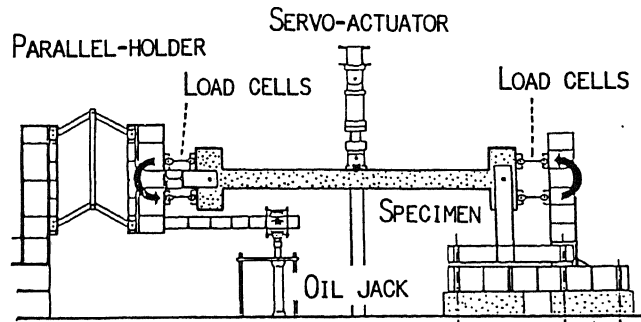 SERVO-ACTUATOR
PARALLEL-HOLDER
LOAD CELLS
LOAD CELLS
SPECIMEN
OIL JACK